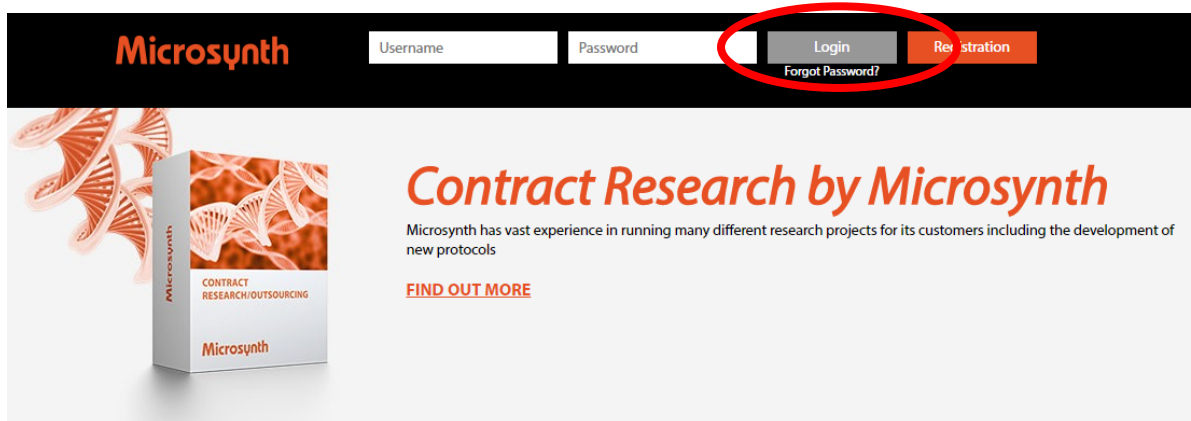 Microsynth
Username
Password
Login
Registration
Forgot Password?
Contract Research by Microsynth
Microsynth has vast experience in running many different research projects for its customers including the development of
new protocols
FIND OUT MORE
Microsynth
CONTRACT
RESEARCH/OUTSOURCING
Microsynth